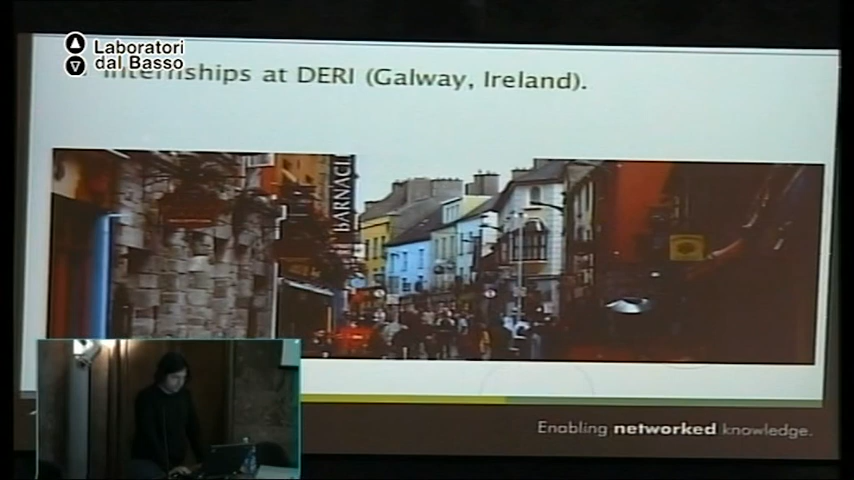 Laboratori
dal Basso
Internships at DERI (Galway, Ireland).
BARNACL
Enabling networked knowledge.